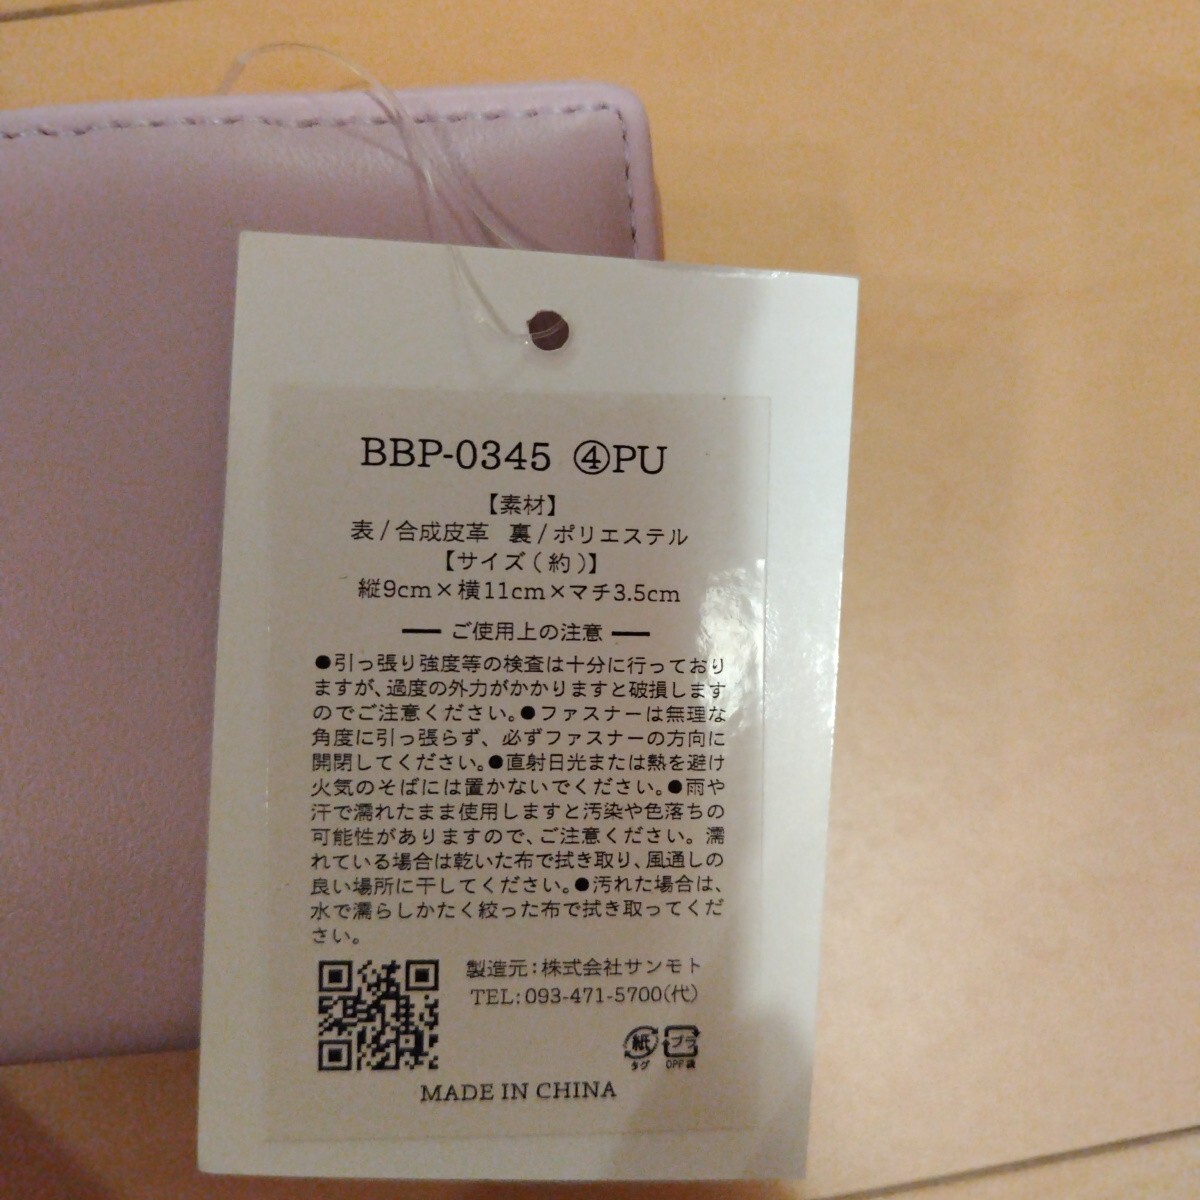 BBP-0345 ④PU
【素材】
表/合成皮革 裏/ポリエステル
【サイズ(約)】
縦9cm×横11cm×マチ3.5cm
ご使用上の注意
●引っ張り強度等の検査は十分に行っており
ますが、過度の外力がかかりますと破損します
のでご注意ください。●ファスナーは無理な
角度に引っ張らず、必ずファスナーの方向に
開閉してください。●直射日光または熱を避け
火気のそばには置かないでください。●雨や
汗で濡れたまま使用しますと汚染や色落ちの
可能性がありますので、ご注意ください。濡
れている場合は乾いた布で拭き取り、風通しの
良い場所に干してください。●汚れた場合は、
水で濡らしかたく絞った布で拭き取ってくだ
さい。
製造元:株式会社サンモト
TEL:093-471-5700(代)
紙 プラ
タグ OPP袋
MADE IN CHINA